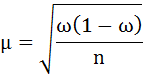 μ = √(ω(1 − ω)/n)